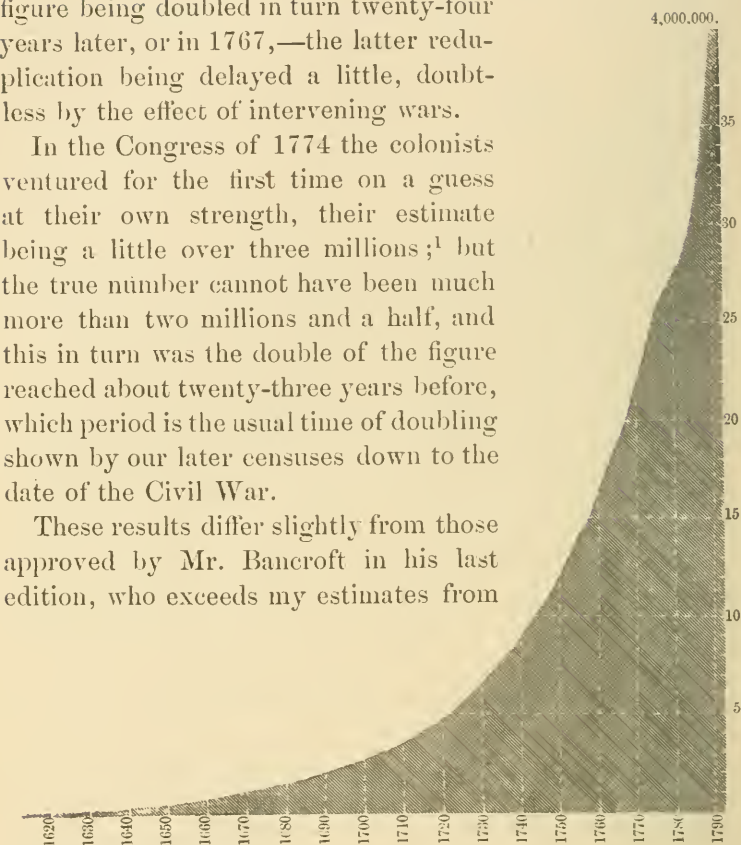 figure being doubled in turn twenty-four
years later, or in 1767,—the latter redu-
plication being delayed a little, doubt-
less by the effect of intervening wars.
In the Congress of 1774 the colonists
ventured for the first time on a guess
at their own strength, their estimate
being a little over three millions;¹ but
the true number cannot have been much
more than two millions and a half, and
this in turn was the double of the figure
reached about twenty-three years before,
which period is the usual time of doubling
shown by our later censuses down to the
date of the Civil War.
These results differ slightly from those
approved by Mr. Bancroft in his last
edition, who exceeds my estimates from
4,000,000.
35
30
25
20
15
10
5
1620
1630
1640
1650
1660
1670
1680
1690
1700
1710
1720
1730
1740
1750
1760
1770
1780
1790